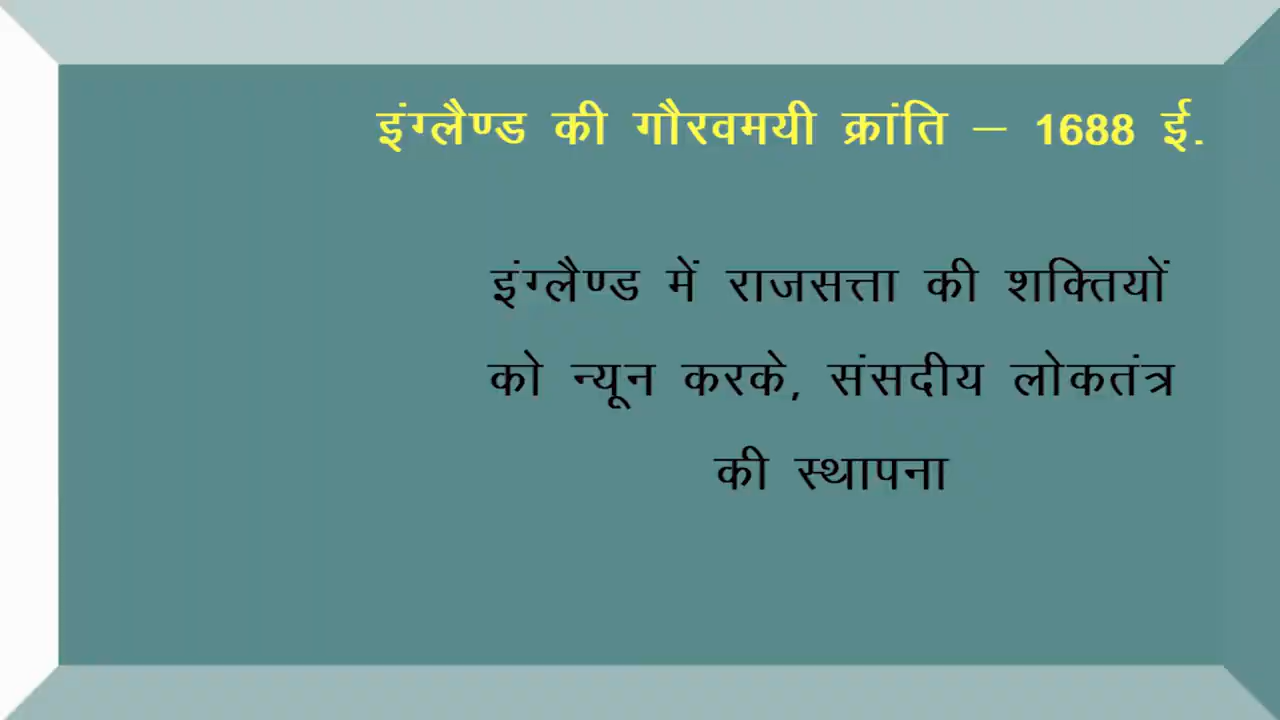 इंग्लैण्ड की गौरवमयी क्रांति – 1688 ई.
इंग्लैण्ड में राजसत्ता की शक्तियों
को न्यून करके, संसदीय लोकतंत्र
की स्थापना